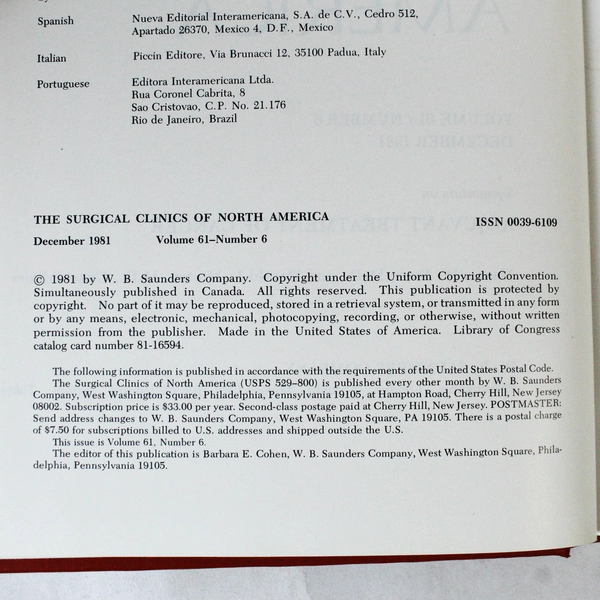 Spanish Nueva Editorial Interamericana, S.A. de C.V., Cedro 512,
Apartado 26370, Mexico 4, D.F., Mexico
Italian Piccin Editore, Via Brunacci 12, 35100 Padua, Italy
Portuguese Editora Interamericana Ltda.
Rua Coronel Cabrita, 8
Sao Cristovao, C.P. No. 21.176
Rio de Janeiro, Brazil
THE SURGICAL CLINICS OF NORTH AMERICA ISSN 0039-6109
December 1981 Volume 61–Number 6
© 1981 by W. B. Saunders Company. Copyright under the Uniform Copyright Convention.
Simultaneously published in Canada. All rights reserved. This publication is protected by
copyright. No part of it may be reproduced, stored in a retrieval system, or transmitted in any form
or by any means, electronic, mechanical, photocopying, recording, or otherwise, without written
permission from the publisher. Made in the United States of America. Library of Congress
catalog card number 81-16594.
The following information is published in accordance with the requirements of the United States Postal Code.
The Surgical Clinics of North America (USPS 529–800) is published every other month by W. B. Saunders
Company, West Washington Square, Philadelphia, Pennsylvania 19105, at Hampton Road, Cherry Hill, New Jersey
08002. Subscription price is $33.00 per year. Second-class postage paid at Cherry Hill, New Jersey. POSTMASTER:
Send address changes to W. B. Saunders Company, West Washington Square, PA 19105. There is a postal charge
of $7.50 for subscriptions billed to U.S. addresses and shipped outside the U.S.
This issue is Volume 61, Number 6.
The editor of this publication is Barbara E. Cohen, W. B. Saunders Company, West Washington Square, Phila-
delphia, Pennsylvania 19105.